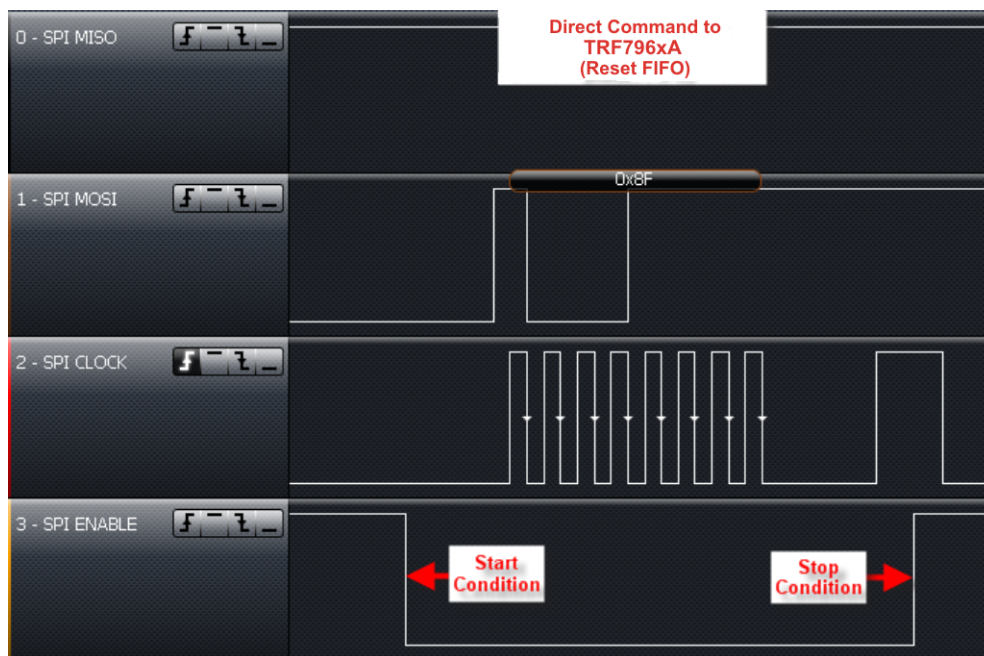 0 - SPI MISO
Direct Command to
TRF796xA
(Reset FIFO)
1 - SPI MOSI
0x8F
2 - SPI CLOCK
3 - SPI ENABLE
Start
Condition
Stop
Condition